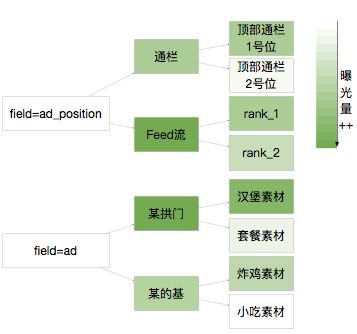 顶部通栏
1号位
通栏
顶部通栏
2号位
field=ad_position
rank_1
Feed流
rank_2
曝
光
量
++
汉堡素材
某拱门
套餐素材
field=ad
炸鸡素材
某的基
小吃素材